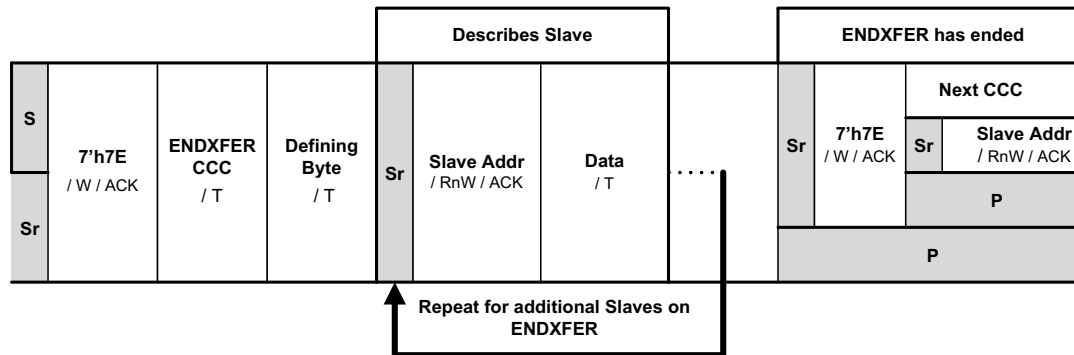 Describes Slave
ENDXFER has ended
S
Sr
7'h7E
/ W / ACK
ENDXFER
CCC
/ T
Defining
Byte
/ T
Sr
Slave Addr
/ RnW / ACK
Data
/ T
Sr
7'h7E
/ W / ACK
Next CCC
Sr
Slave Addr
/ RnW / ACK
P
P
Repeat for additional Slaves on
ENDXFER